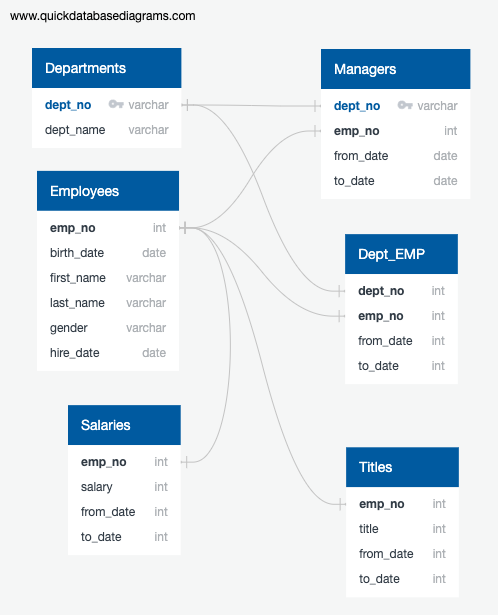 www.quickdatabasediagrams.com
Departments
dept_no varchar
dept_name varchar
Managers
dept_no varchar
emp_no int
from_date date
to_date date
Employees
emp_no int
birth_date date
first_name varchar
last_name varchar
gender varchar
hire_date date
Dept_EMP
dept_no int
emp_no int
from_date int
to_date int
Salaries
emp_no int
salary int
from_date int
to_date int
Titles
emp_no int
title int
from_date int
to_date int